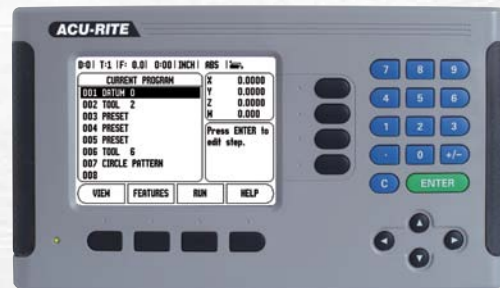 ACU-RITE
D:0| T:1 |F: 0.0| 0:00|INCH| ABS |
CURRENT PROGRAM
001 DATUM 0
002 TOOL 2
003 PRESET
004 PRESET
005 PRESET
006 TOOL 6
007 CIRCLE PATTERN
008
X 0.0000
Y 0.0000
Z 0.0000
W 0.000
Press ENTER to
edit step.
VIEW FEATURES RUN HELP
7 8 9
4 5 6
1 2 3
. 0 +/-
C ENTER